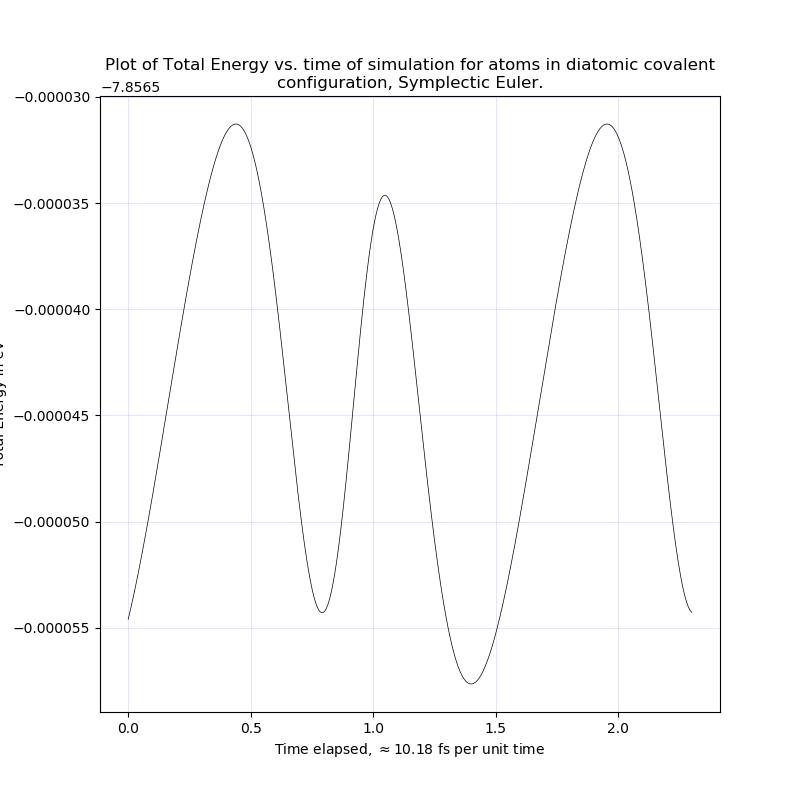 Plot of Total Energy vs. time of simulation for atoms in diatomic covalent
configuration, Symplectic Euler.
−7.8565
−0.000030
−0.000035
−0.000040
−0.000045
−0.000050
−0.000055
0.0 0.5 1.0 1.5 2.0
Time elapsed, ≈ 10.18 fs per unit time